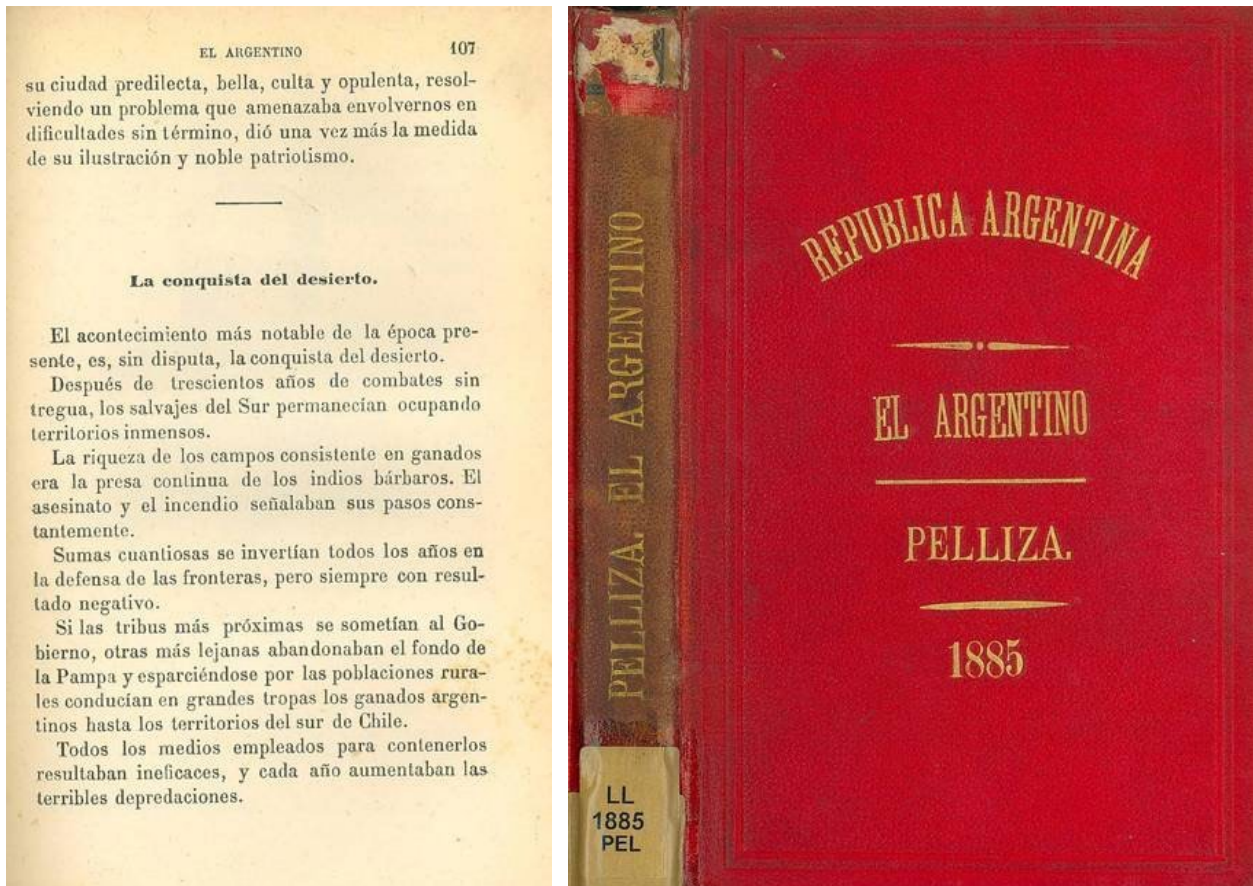 EL ARGENTINO 107
su ciudad predilecta, bella, culta y opulenta, resol-
viendo un problema que amenazaba envolvernos en
dificultades sin término, dió una vez más la medida
de su ilustración y noble patriotismo.
La conquista del desierto.
El acontecimiento más notable de la época pre-
sente, es, sin disputa, la conquista del desierto.
Después de trescientos años de combates sin
tregua, los salvajes del Sur permanecían ocupando
territorios inmensos.
La riqueza de los campos consistente en ganados
era la presa continua de los indios bárbaros. El
asesinato y el incendio señalaban sus pasos cons-
tantemente.
Sumas cuantiosas se invertían todos los años en
la defensa de las fronteras, pero siempre con resul-
tado negativo.
Si las tribus más próximas se sometían al Go-
bierno, otras más lejanas abandonaban el fondo de
la Pampa y esparciéndose por las poblaciones rura-
les conducían en grandes tropas los ganados argen-
tinos hasta los territorios del sur de Chile.
Todos los medios empleados para contenerlos
resultaban ineficaces, y cada año aumentaban las
terribles depredaciones.
PELLIZA. EL ARGENTINO
LL
1885
PEL
REPUBLICA ARGENTINA
EL ARGENTINO
PELLIZA.
1885